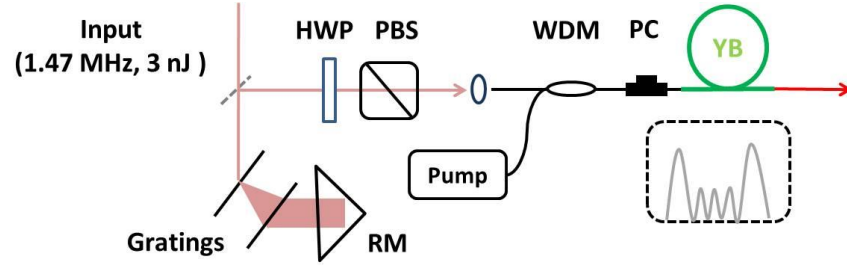 Input
(1.47 MHz, 3 nJ )
HWP
PBS
WDM
PC
YB
Pump
Gratings
RM